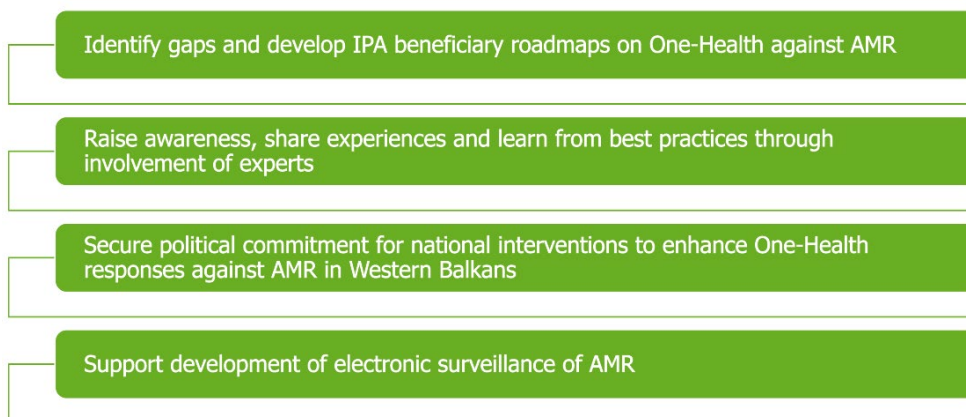 Identify gaps and develop IPA beneficiary roadmaps on One-Health against AMR
Raise awareness, share experiences and learn from best practices through
involvement of experts
Secure political commitment for national interventions to enhance One-Health
responses against AMR in Western Balkans
Support development of electronic surveillance of AMR